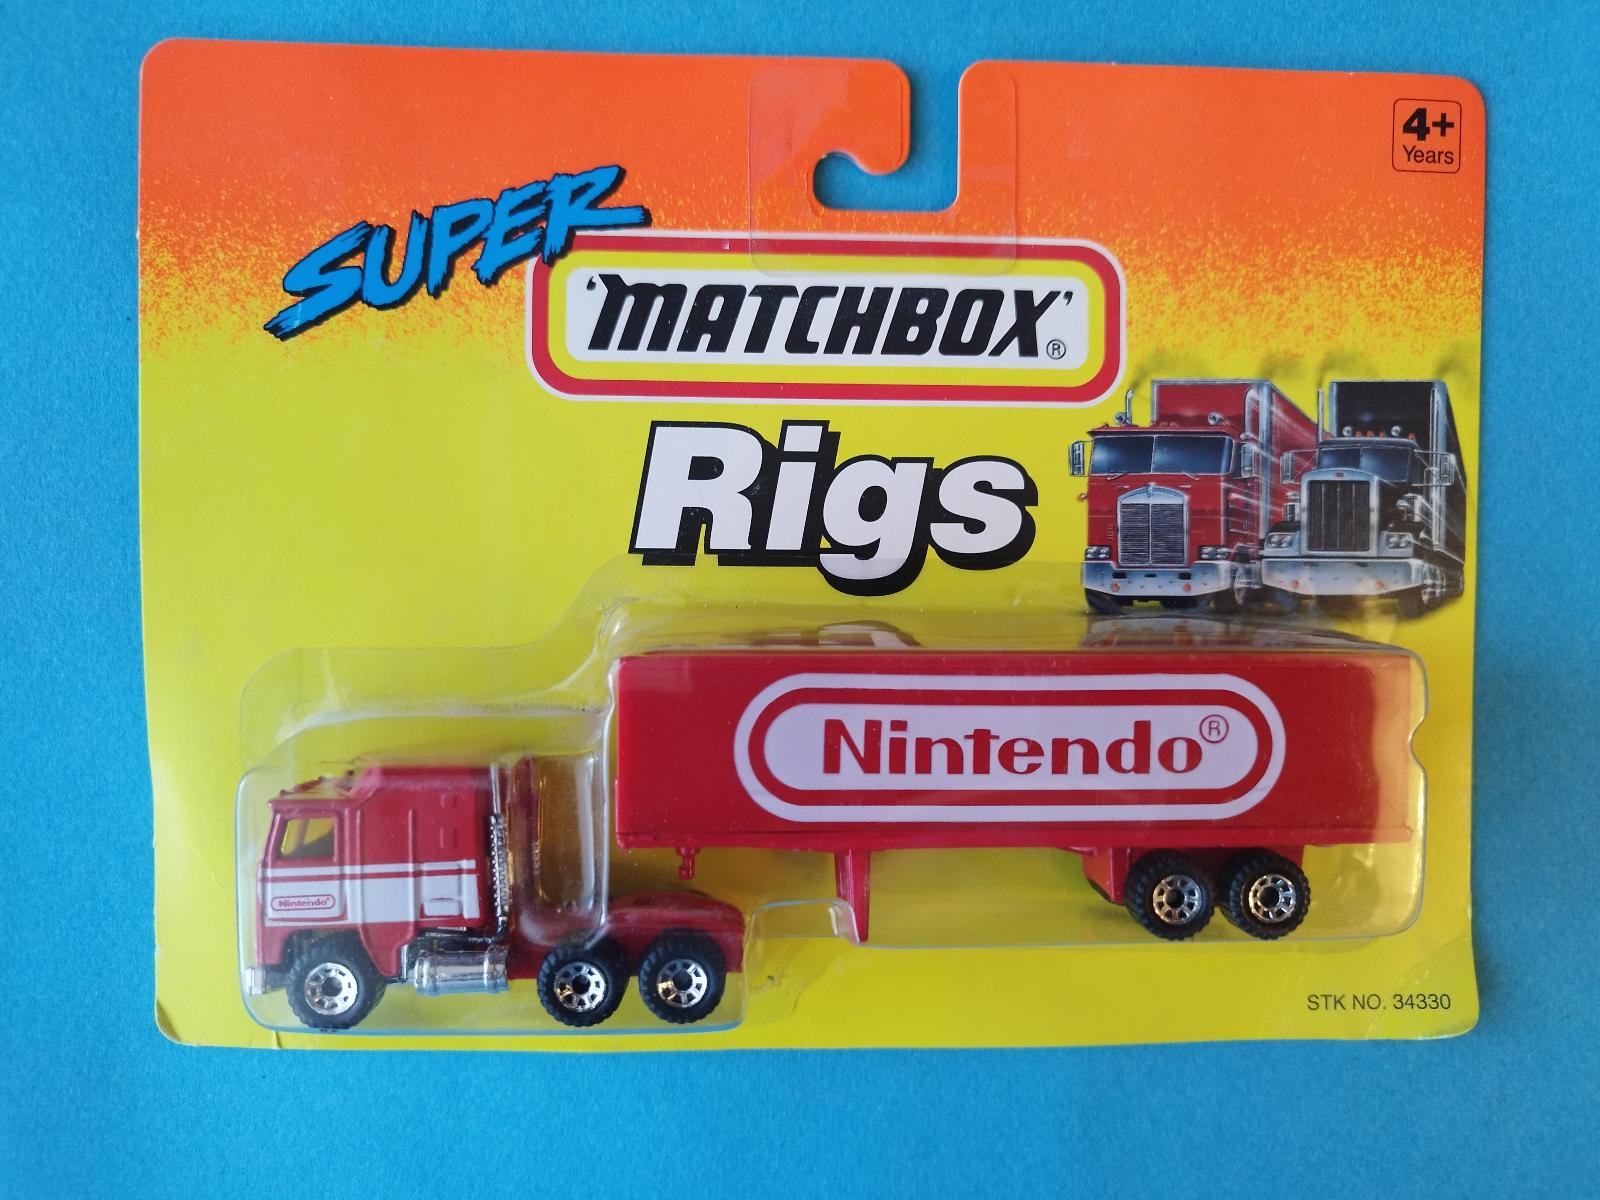 4+
Years
SUPER
'MATCHBOX'®
Rigs
Nintendo®
Nintendo®
STK NO. 34330